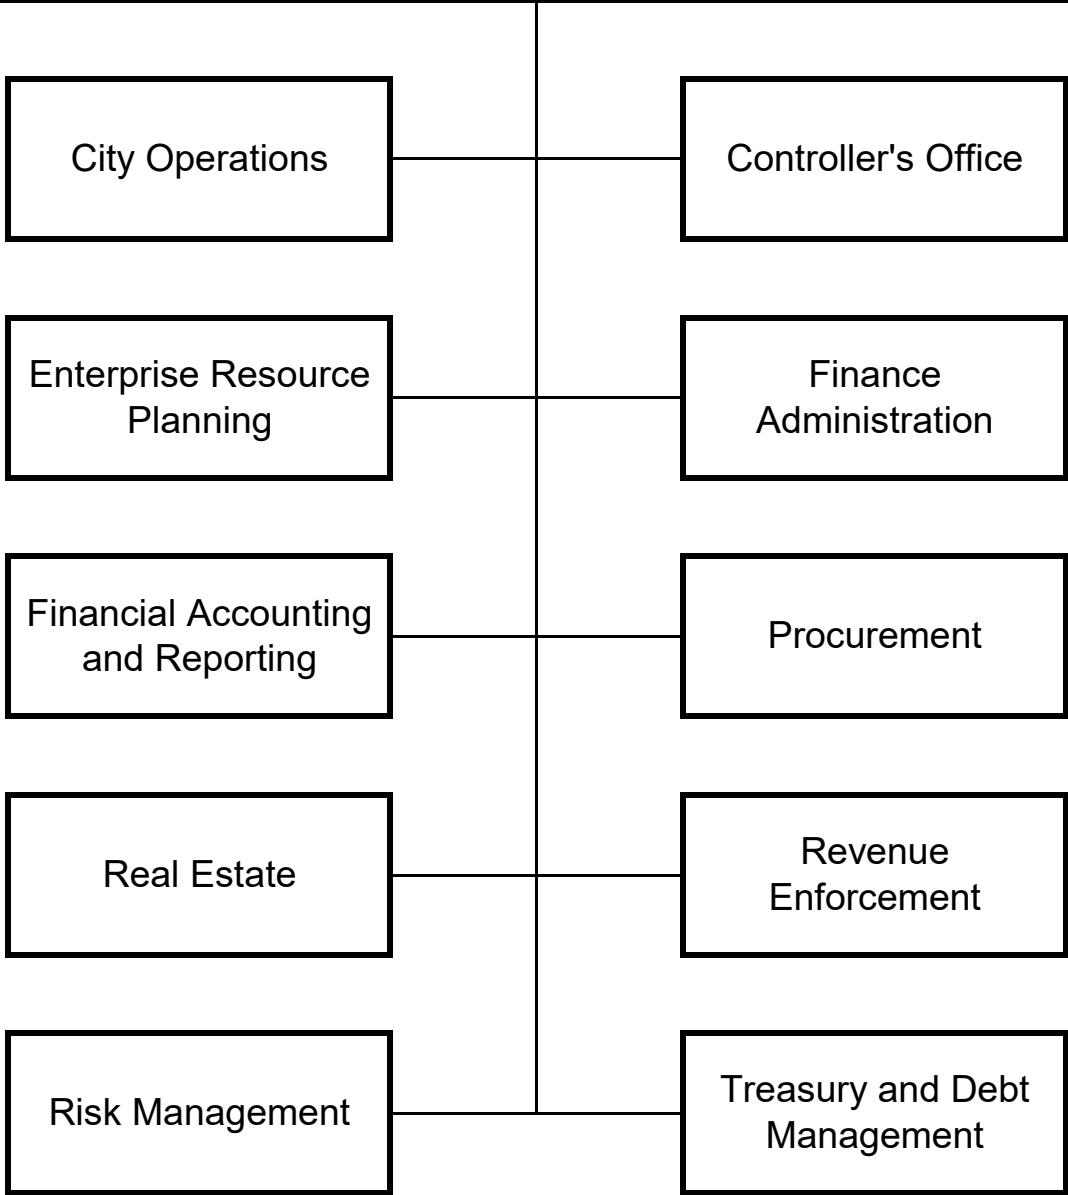 City Operations
Controller's Office
Enterprise Resource
Planning
Finance
Administration
Financial Accounting
and Reporting
Procurement
Real Estate
Revenue
Enforcement
Risk Management
Treasury and Debt
Management